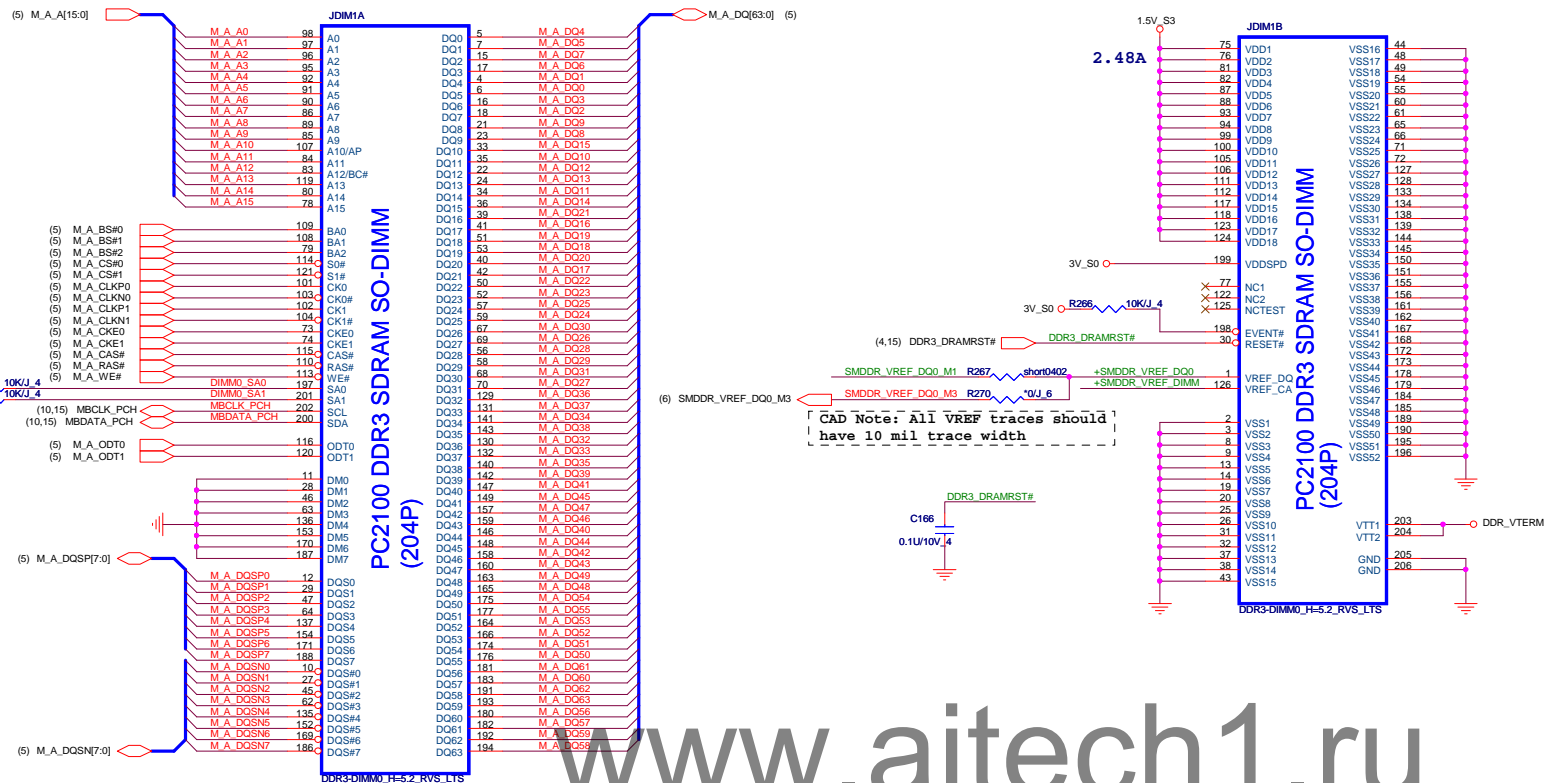 (5) M_A_A[15:0]
JDIM1A
M_A_DQ[63:0] (5)
M_A_A0 98 A0
M_A_A1 97 A1
M_A_A2 96 A2
M_A_A3 95 A3
M_A_A4 92 A4
M_A_A5 91 A5
M_A_A6 90 A6
M_A_A7 86 A7
M_A_A8 89 A8
M_A_A9 85 A9
M_A_A10 107 A10/AP
M_A_A11 84 A11
M_A_A12 83 A12/BC#
M_A_A13 119 A13
M_A_A14 80 A14
M_A_A15 78 A15
(5) M_A_BS#0 109 BA0
(5) M_A_BS#1 108 BA1
(5) M_A_BS#2 79 BA2
(5) M_A_CS#0 114 S0#
(5) M_A_CS#1 121 S1#
(5) M_A_CLKP0 101 CK0
(5) M_A_CLKN0 103 CK0#
(5) M_A_CLKP1 102 CK1
(5) M_A_CLKN1 104 CK1#
(5) M_A_CKE0 73 CKE0
(5) M_A_CKE1 74 CKE1
(5) M_A_CAS# 115 CAS#
(5) M_A_RAS# 110 RAS#
(5) M_A_WE# 113 WE#
10K/J_4 DIMM0_SA0 197 SA0
10K/J_4 DIMM0_SA1 201 SA1
(10,15) MBCLK_PCH MBCLK_PCH 202 SCL
(10,15) MBDATA_PCH MBDATA_PCH 200 SDA
(5) M_A_ODT0 116 ODT0
(5) M_A_ODT1 120 ODT1
11 DM0
28 DM1
46 DM2
63 DM3
136 DM4
153 DM5
170 DM6
187 DM7
(5) M_A_DQSP[7:0]
M_A_DQSP0 12 DQS0
M_A_DQSP1 29 DQS1
M_A_DQSP2 47 DQS2
M_A_DQSP3 64 DQS3
M_A_DQSP4 137 DQS4
M_A_DQSP5 154 DQS5
M_A_DQSP6 171 DQS6
M_A_DQSP7 188 DQS7
M_A_DQSN0 10 DQS#0
M_A_DQSN1 27 DQS#1
M_A_DQSN2 45 DQS#2
M_A_DQSN3 62 DQS#3
M_A_DQSN4 135 DQS#4
M_A_DQSN5 152 DQS#5
M_A_DQSN6 169 DQS#6
M_A_DQSN7 186 DQS#7
(5) M_A_DQSN[7:0]
PC2100 DDR3 SDRAM SO-DIMM
(204P)
DQ0 5 M_A_DQ4
DQ1 7 M_A_DQ5
DQ2 15 M_A_DQ7
DQ3 17 M_A_DQ6
DQ4 4 M_A_DQ1
DQ5 6 M_A_DQ0
DQ6 16 M_A_DQ3
DQ7 18 M_A_DQ2
DQ8 21 M_A_DQ9
DQ9 23 M_A_DQ8
DQ10 33 M_A_DQ15
DQ11 35 M_A_DQ10
DQ12 22 M_A_DQ12
DQ13 24 M_A_DQ13
DQ14 34 M_A_DQ11
DQ15 36 M_A_DQ14
DQ16 39 M_A_DQ21
DQ17 41 M_A_DQ16
DQ18 51 M_A_DQ19
DQ19 53 M_A_DQ18
DQ20 40 M_A_DQ20
DQ21 42 M_A_DQ17
DQ22 50 M_A_DQ22
DQ23 52 M_A_DQ23
DQ24 57 M_A_DQ25
DQ25 59 M_A_DQ24
DQ26 67 M_A_DQ30
DQ27 69 M_A_DQ26
DQ28 56 M_A_DQ28
DQ29 58 M_A_DQ29
DQ30 68 M_A_DQ31
DQ31 70 M_A_DQ27
DQ32 129 M_A_DQ36
DQ33 131 M_A_DQ37
DQ34 141 M_A_DQ34
DQ35 143 M_A_DQ38
DQ36 130 M_A_DQ32
DQ37 132 M_A_DQ33
DQ38 140 M_A_DQ35
DQ39 142 M_A_DQ39
DQ40 147 M_A_DQ41
DQ41 149 M_A_DQ45
DQ42 157 M_A_DQ47
DQ43 159 M_A_DQ46
DQ44 146 M_A_DQ40
DQ45 148 M_A_DQ44
DQ46 158 M_A_DQ42
DQ47 160 M_A_DQ43
DQ48 163 M_A_DQ49
DQ49 165 M_A_DQ48
DQ50 175 M_A_DQ54
DQ51 177 M_A_DQ55
DQ52 164 M_A_DQ53
DQ53 166 M_A_DQ52
DQ54 174 M_A_DQ51
DQ55 176 M_A_DQ50
DQ56 181 M_A_DQ61
DQ57 183 M_A_DQ60
DQ58 191 M_A_DQ62
DQ59 193 M_A_DQ63
DQ60 180 M_A_DQ56
DQ61 182 M_A_DQ57
DQ62 192 M_A_DQ59
DQ63 194 M_A_DQ58
DDR3-DIMM0_H=5.2_RVS_LTS
1.5V_S3
2.48A
JDIM1B
75 VDD1
76 VDD2
81 VDD3
82 VDD4
87 VDD5
88 VDD6
93 VDD7
94 VDD8
99 VDD9
100 VDD10
105 VDD11
106 VDD12
111 VDD13
112 VDD14
117 VDD15
118 VDD16
123 VDD17
124 VDD18
3V_S0 199 VDDSPD
77 NC1
122 NC2
125 NCTEST
3V_S0 R266 10K/J_4 198 EVENT#
(4,15) DDR3_DRAMRST# DDR3_DRAMRST# 30 RESET#
SMDDR_VREF_DQ0_M1 R267 short0402 +SMDDR_VREF_DQ0 1 VREF_DQ
+SMDDR_VREF_DIMM 126 VREF_CA
(6) SMDDR_VREF_DQ0_M3 SMDDR_VREF_DQ0_M3 R270 *0/J_6
CAD Note: All VREF traces should
have 10 mil trace width
2 VSS1
3 VSS2
8 VSS3
9 VSS4
13 VSS5
14 VSS6
19 VSS7
20 VSS8
25 VSS9
26 VSS10
31 VSS11
32 VSS12
37 VSS13
38 VSS14
43 VSS15
DDR3_DRAMRST#
C166
0.1U/10V_4
PC2100 DDR3 SDRAM SO-DIMM
(204P)
VSS16 44
VSS17 48
VSS18 49
VSS19 54
VSS20 55
VSS21 60
VSS22 61
VSS23 65
VSS24 66
VSS25 71
VSS26 72
VSS27 127
VSS28 128
VSS29 133
VSS30 134
VSS31 138
VSS32 139
VSS33 144
VSS34 145
VSS35 150
VSS36 151
VSS37 155
VSS38 156
VSS39 161
VSS40 162
VSS41 167
VSS42 168
VSS43 172
VSS44 173
VSS45 178
VSS46 179
VSS47 184
VSS48 185
VSS49 189
VSS50 190
VSS51 195
VSS52 196
VTT1 203 DDR_VTERM
VTT2 204
GND 205
GND 206
DDR3-DIMM0_H=5.2_RVS_LTS
www.aitech1.ru